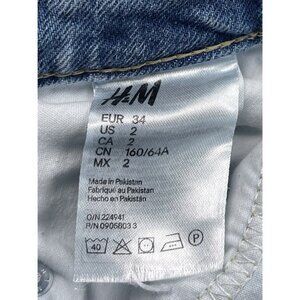 H&M
EUR 34
US 2
CA 2
CN 160/64A
MX 2
Made in Pakistan
Fabriqué au Pakistan
Hecho en Pakistán
O/N 224941
P/N 0905803 3
40 P